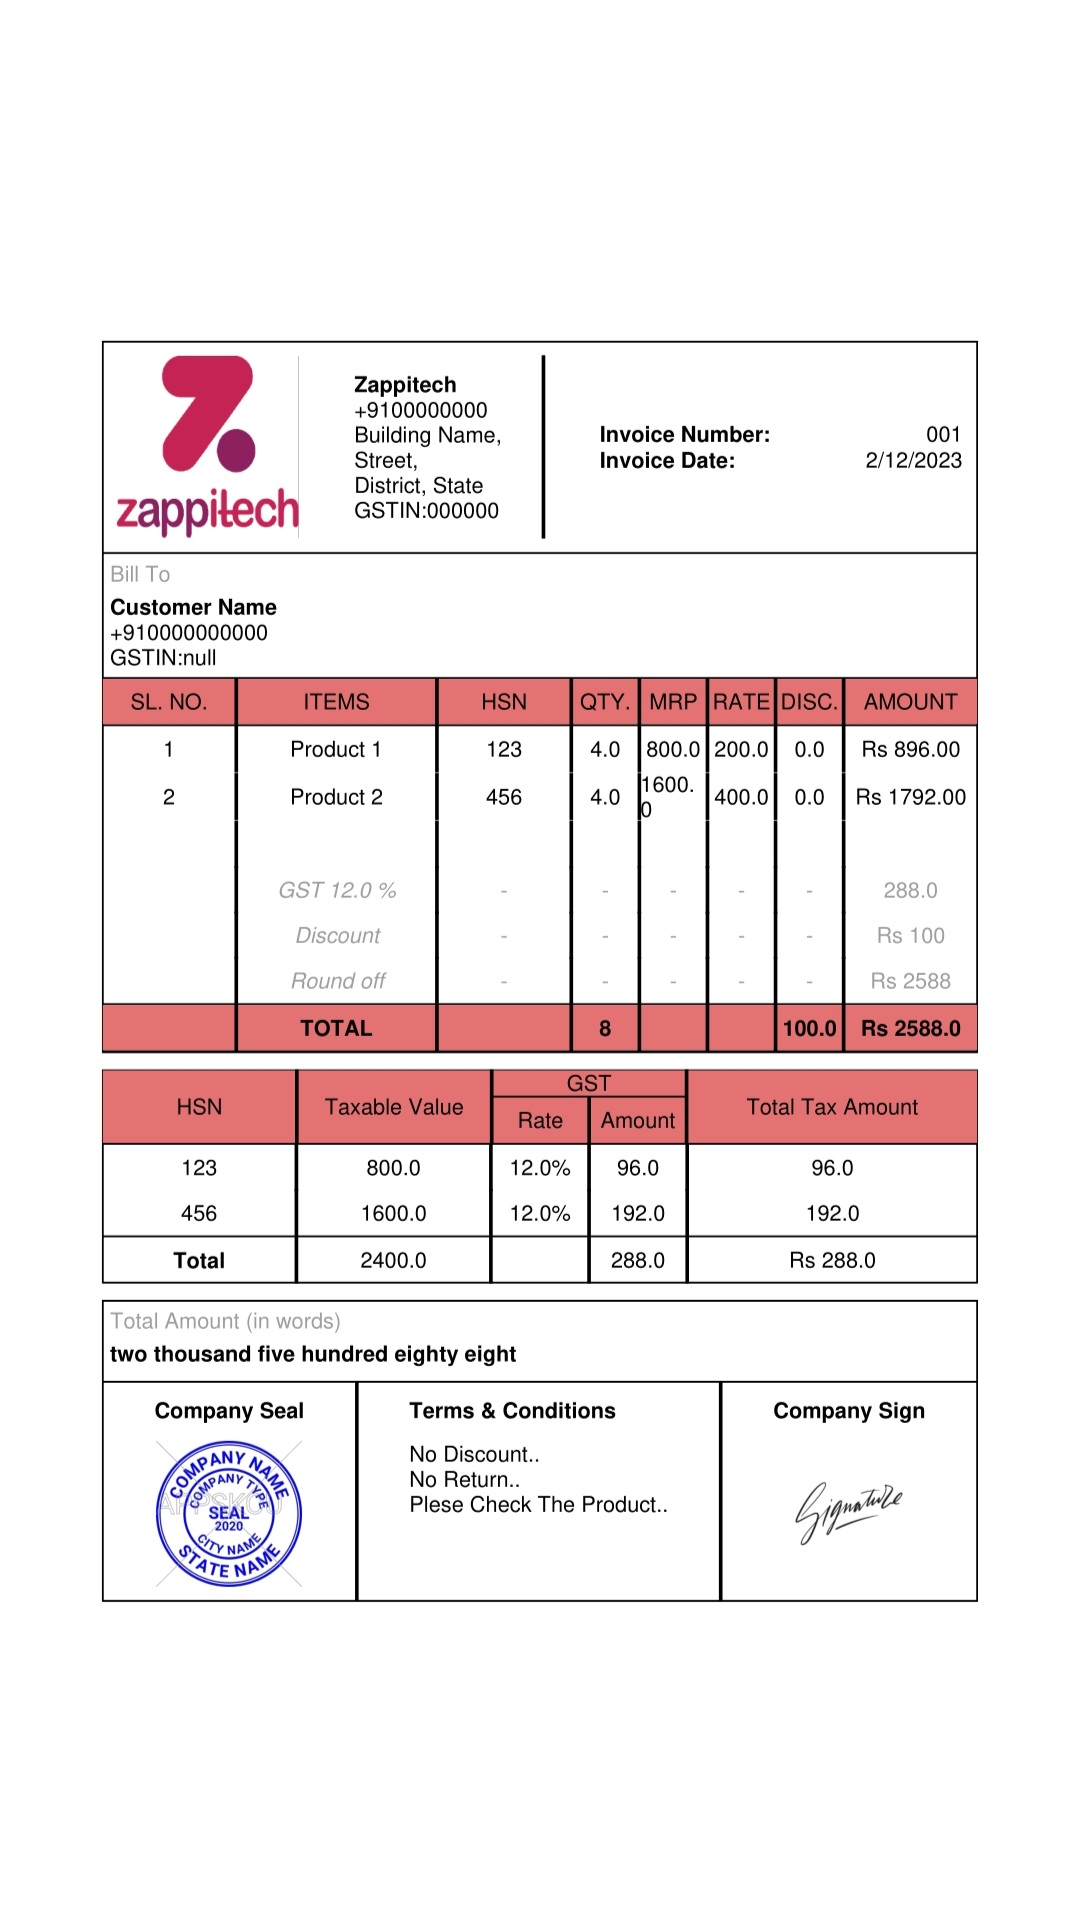 zappitech
Zappitech
+9100000000
Building Name,
Street,
District, State
GSTIN:000000
Invoice Number: 001
Invoice Date: 2/12/2023
Bill To
Customer Name
+910000000000
GSTIN:null
SL. NO. ITEMS HSN QTY. MRP RATE DISC. AMOUNT
1 Product 1 123 4.0 800.0 200.0 0.0 Rs 896.00
2 Product 2 456 4.0 1600.0 400.0 0.0 Rs 1792.00
GST 12.0 % - - - - - 288.0
Discount - - - - - Rs 100
Round off - - - - - Rs 2588
TOTAL 8 100.0 Rs 2588.0
HSN Taxable Value GST Total Tax Amount
Rate Amount
123 800.0 12.0% 96.0 96.0
456 1600.0 12.0% 192.0 192.0
Total 2400.0 288.0 Rs 288.0
Total Amount (in words)
two thousand five hundred eighty eight
Company Seal
COMPANY NAME
COMPANY TYPE
SEAL
2020
CITY NAME
STATE NAME
Terms & Conditions
No Discount..
No Return..
Plese Check The Product..
Company Sign
Signature